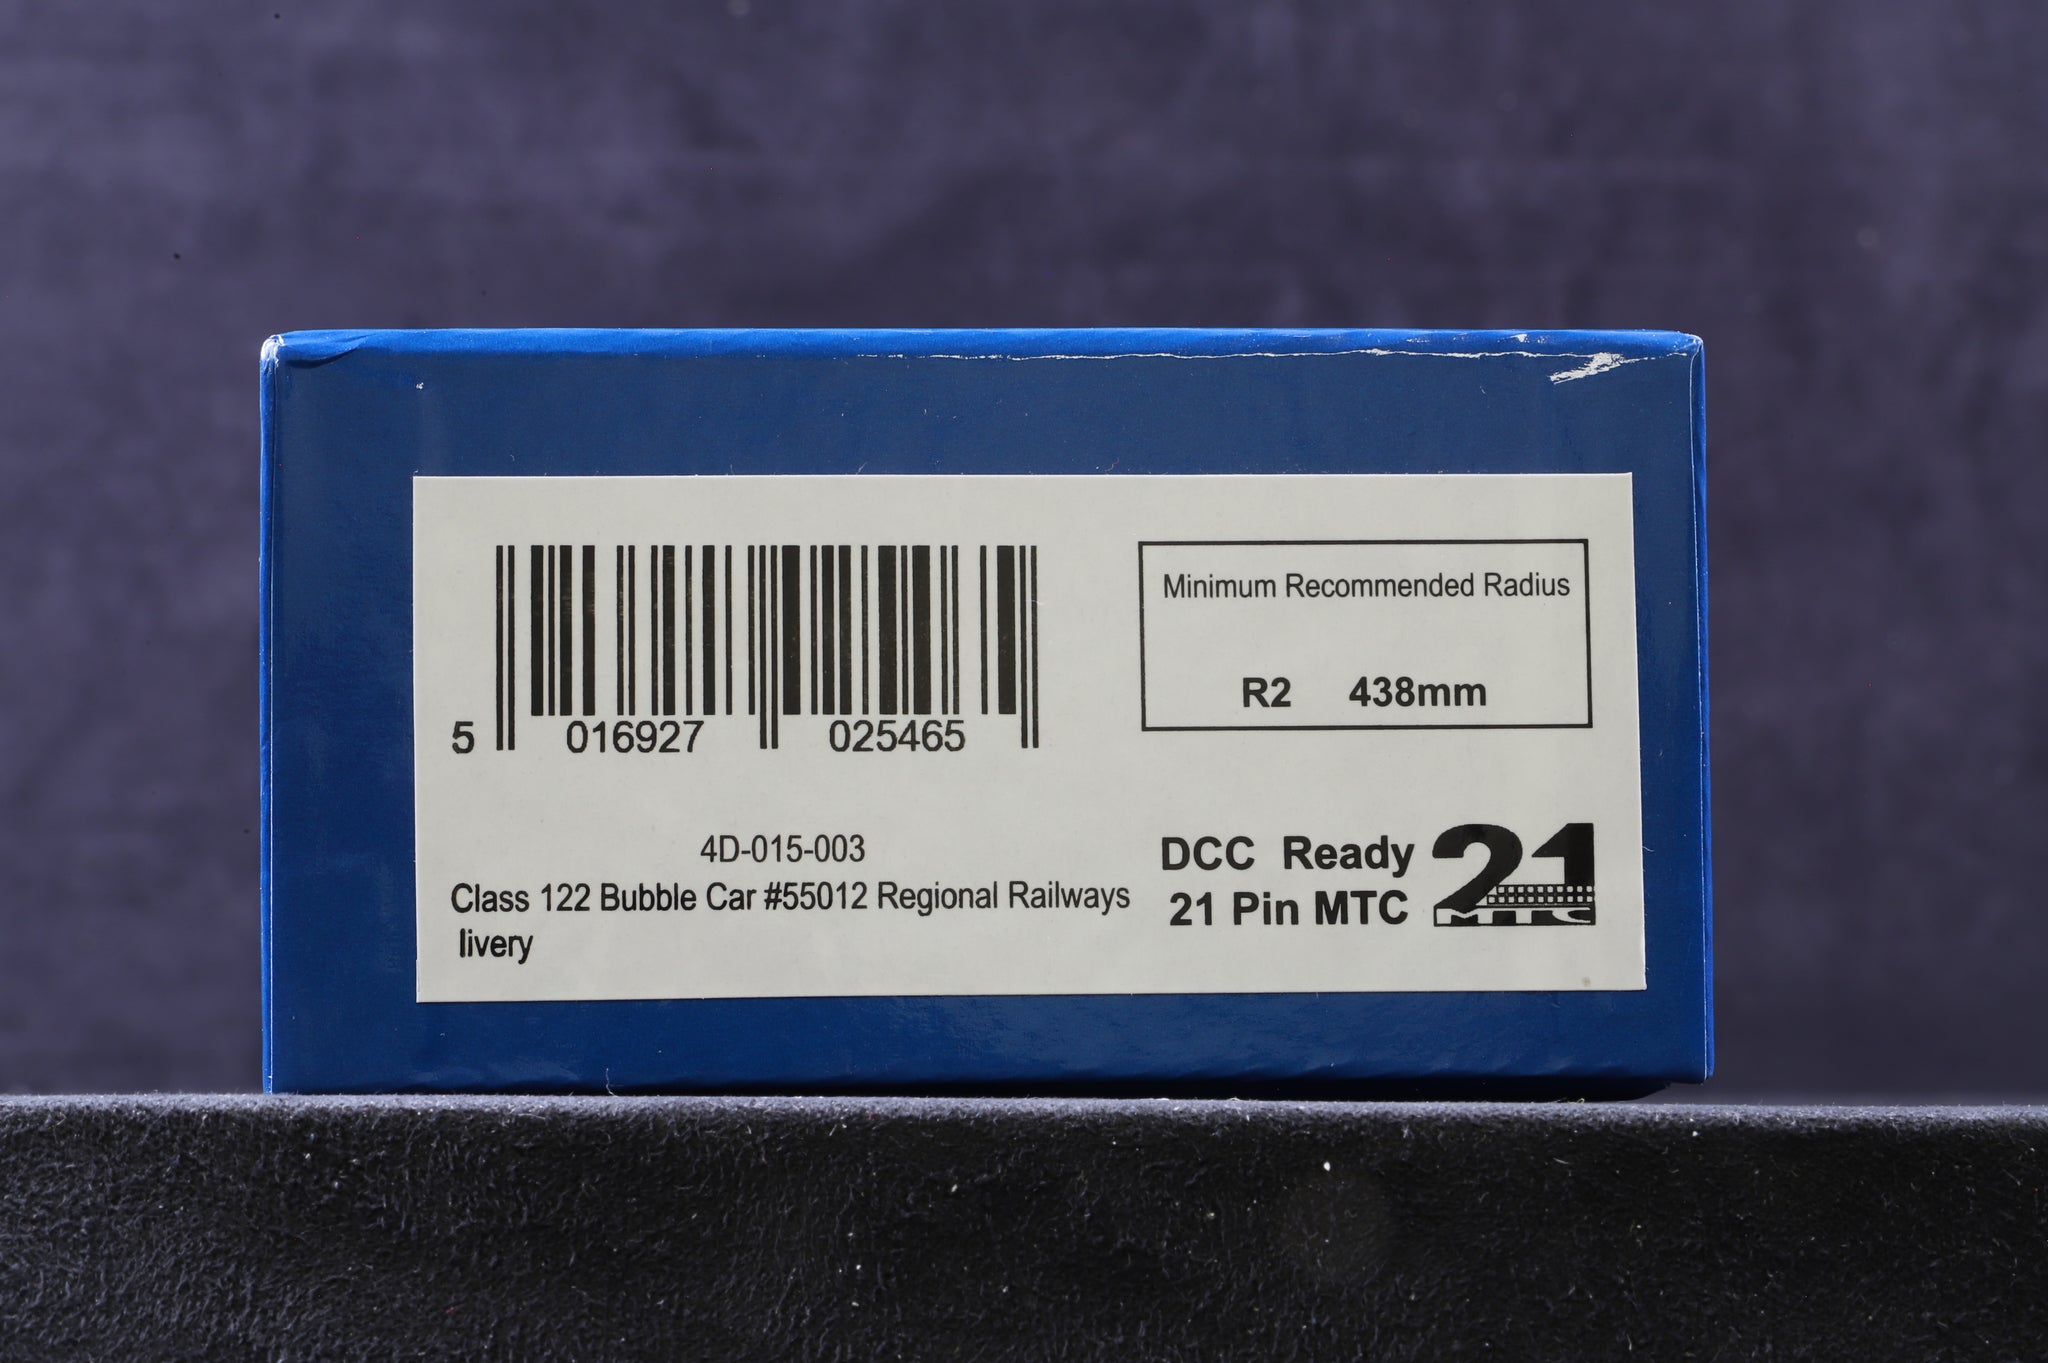 5 016927 025465
Minimum Recommended Radius
R2 438mm
4D-015-003
Class 122 Bubble Car #55012 Regional Railways
livery
DCC Ready
21 Pin MTC
21
MTC